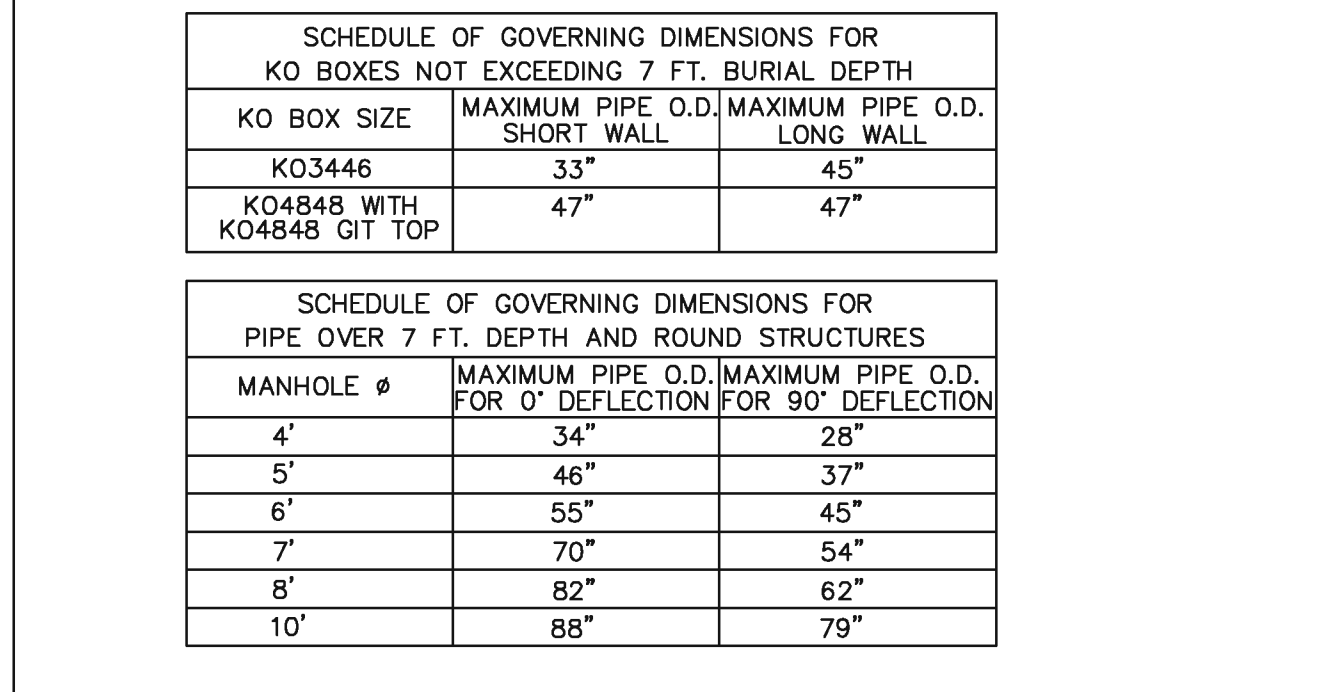 SCHEDULE OF GOVERNING DIMENSIONS FOR
KO BOXES NOT EXCEEDING 7 FT. BURIAL DEPTH
KO BOX SIZE
MAXIMUM PIPE O.D.
SHORT WALL
MAXIMUM PIPE O.D.
LONG WALL
KO3446 33" 45"
KO4848 WITH
KO4848 GIT TOP
47" 47"
SCHEDULE OF GOVERNING DIMENSIONS FOR
PIPE OVER 7 FT. DEPTH AND ROUND STRUCTURES
MANHOLE ø
MAXIMUM PIPE O.D.
FOR 0° DEFLECTION
MAXIMUM PIPE O.D.
FOR 90° DEFLECTION
4' 34" 28"
5' 46" 37"
6' 55" 45"
7' 70" 54"
8' 82" 62"
10' 88" 79"